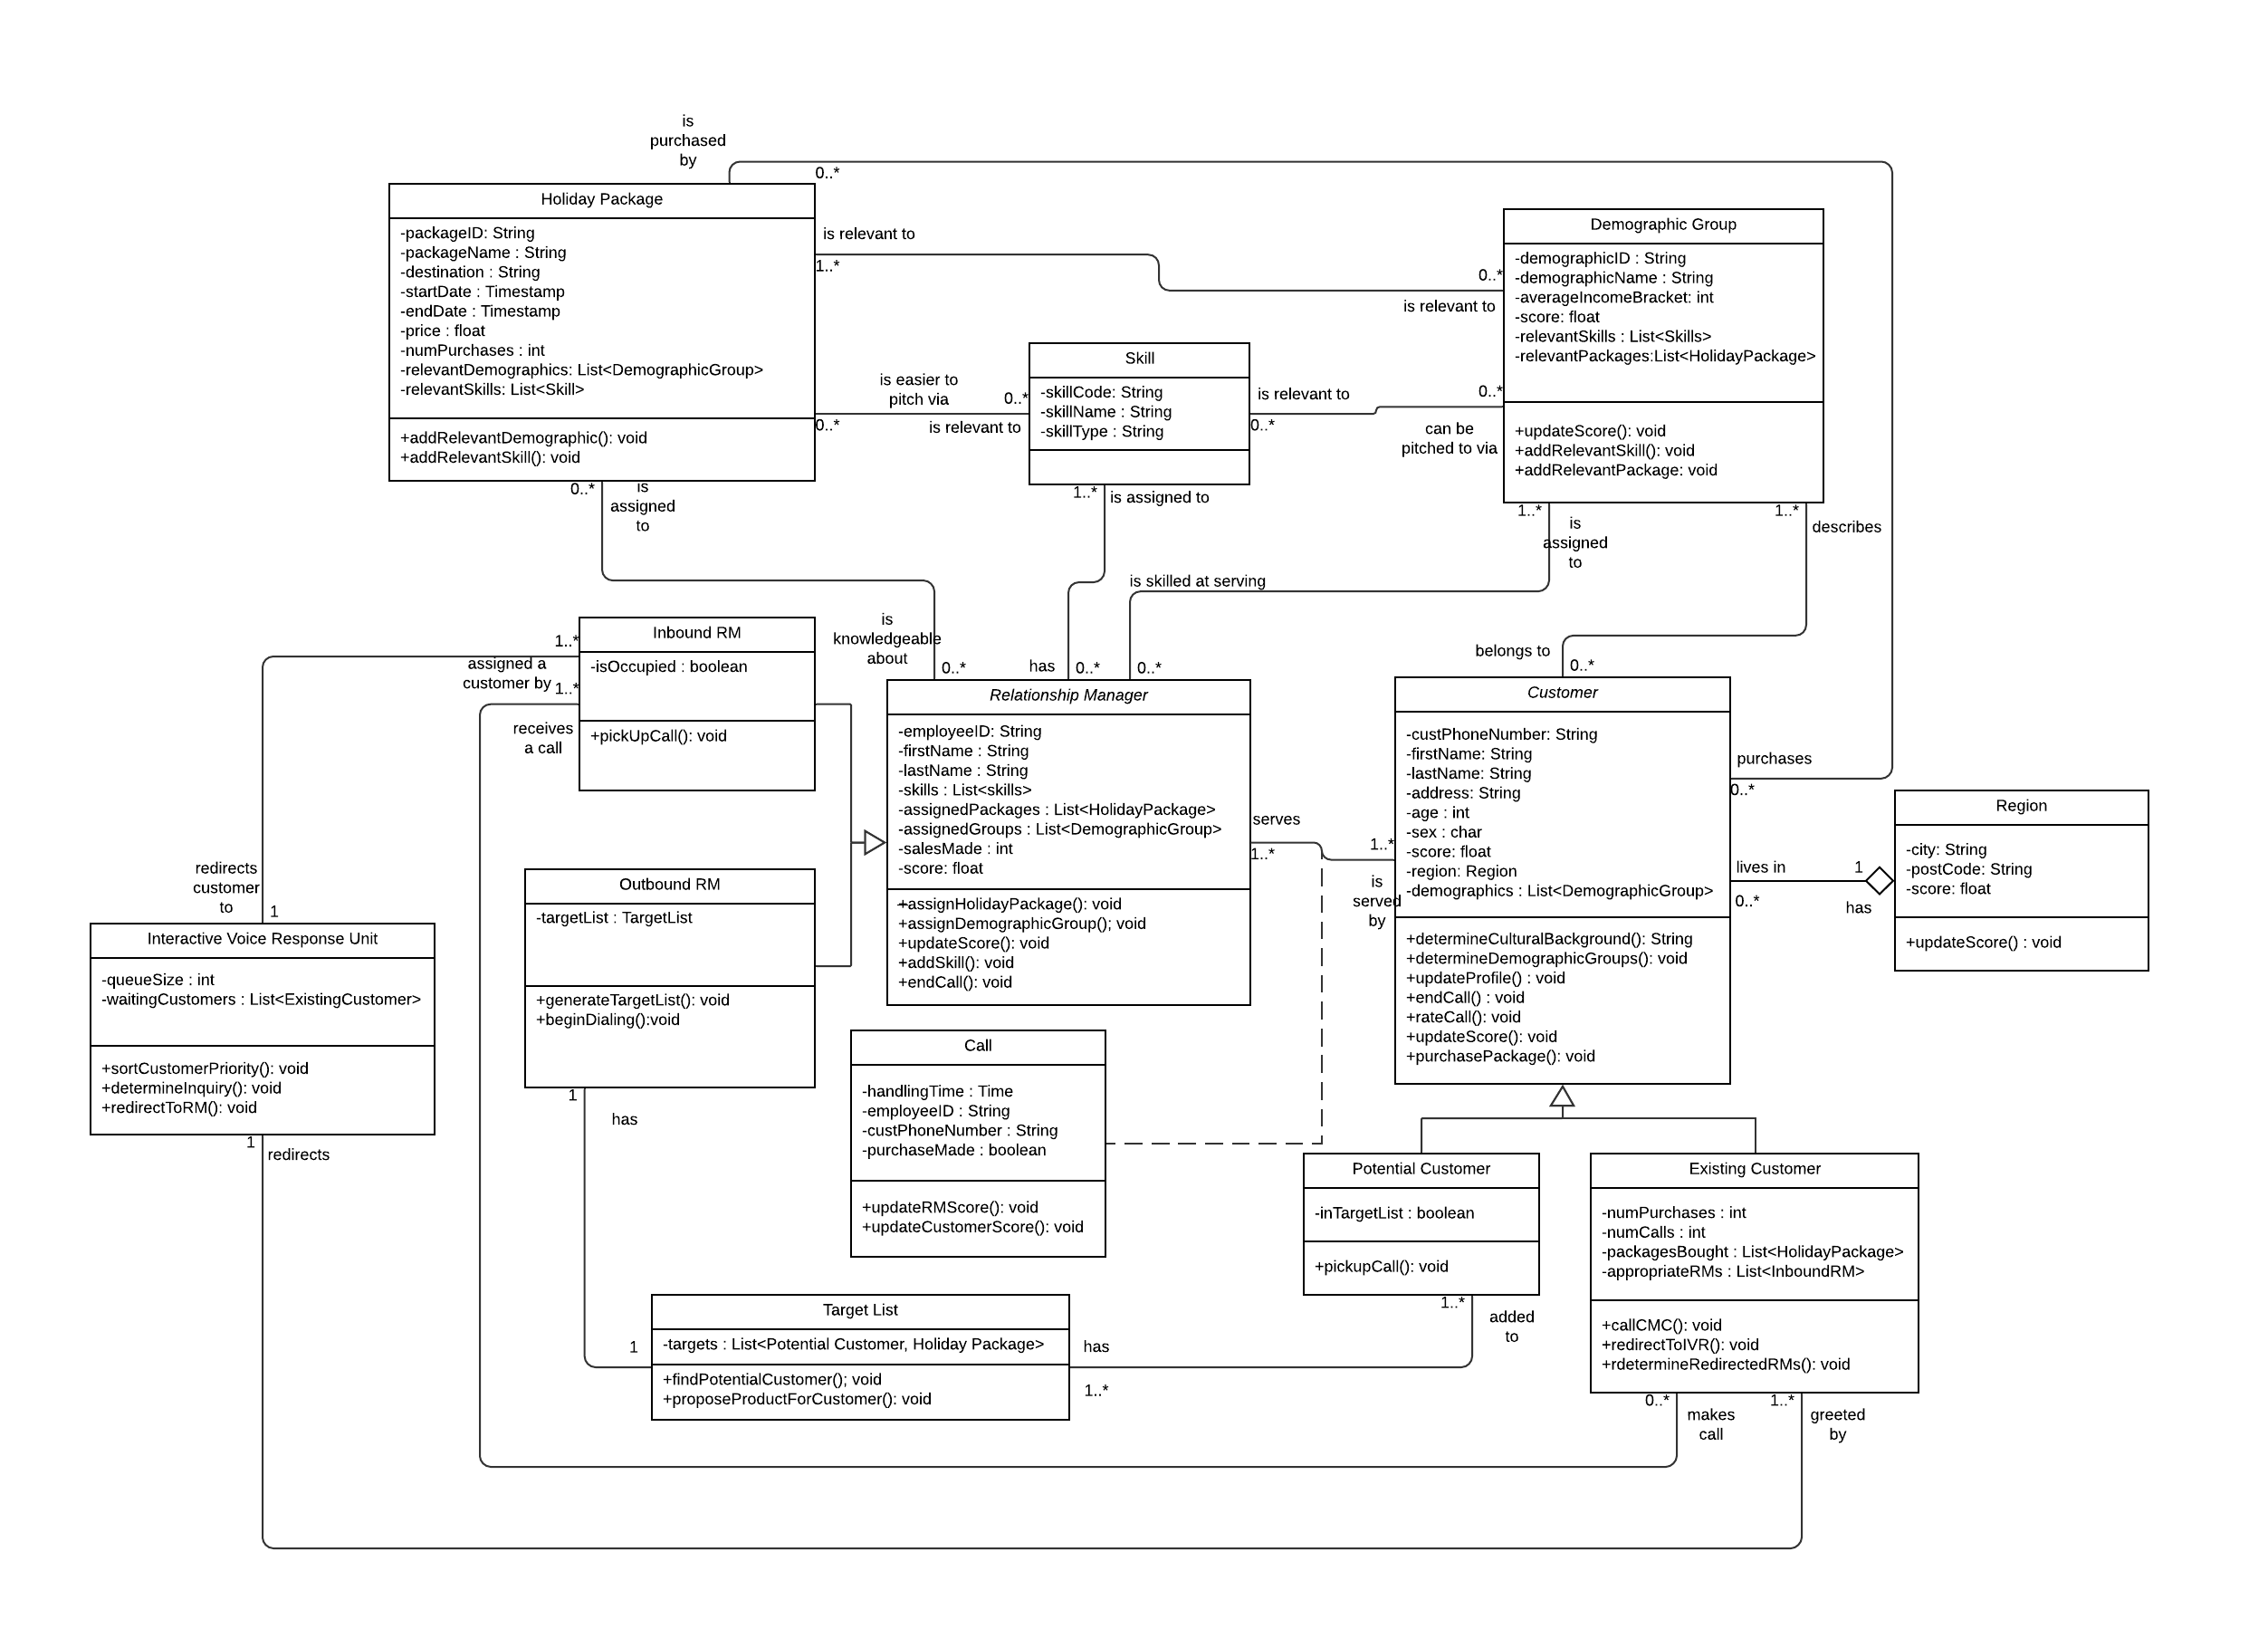 is
purchased
by
0..*
Holiday Package
-packageID: String
-packageName : String
-destination : String
-startDate : Timestamp
-endDate : Timestamp
-price : float
-numPurchases : int
-relevantDemographics: List<DemographicGroup>
-relevantSkills: List<Skill>
+addRelevantDemographic(): void
+addRelevantSkill(): void
is relevant to
1..*
0..*
is relevant to
Demographic Group
-demographicID : String
-demographicName : String
-averageIncomeBracket: int
-score: float
-relevantSkills : List<Skills>
-relevantPackages:List<HolidayPackage>
+updateScore(): void
+addRelevantSkill(): void
+addRelevantPackage: void
is easier to
pitch via
0..*
0..*
is relevant to
Skill
-skillCode: String
-skillName : String
-skillType : String
is relevant to
0..*
0..*
can be
pitched to via
0..*
is
assigned
to
1..*
is assigned to
1..*
is
assigned
to
1..*
describes
is skilled at serving
is
knowledgeable
about
0..*
has
0..*
0..*
belongs to
0..*
Inbound RM
-isOccupied : boolean
+pickUpCall(): void
1..*
assigned a
customer by
1..*
receives
a call
Relationship Manager
-employeeID: String
-firstName : String
-lastName : String
-skills : List<skills>
-assignedPackages : List<HolidayPackage>
-assignedGroups : List<DemographicGroup>
-salesMade : int
-score: float
+assignHolidayPackage(): void
+assignDemographicGroup(); void
+updateScore(): void
+addSkill(): void
+endCall(): void
serves
1..*
1..*
is
served
by
Customer
-custPhoneNumber: String
-firstName: String
-lastName: String
-address: String
-age : int
-sex : char
-score: float
-region: Region
-demographics : List<DemographicGroup>
+determineCulturalBackground(): String
+determineDemographicGroups(): void
+updateProfile() : void
+endCall() : void
+rateCall(): void
+updateScore(): void
+purchasePackage(): void
purchases
0..*
lives in
0..*
1
has
Region
-city: String
-postCode: String
-score: float
+updateScore() : void
Outbound RM
-targetList : TargetList
+generateTargetList(): void
+beginDialing():void
redirects
customer
to
1
Interactive Voice Response Unit
-queueSize : int
-waitingCustomers : List<ExistingCustomer>
+sortCustomerPriority(): void
+determineInquiry(): void
+redirectToRM(): void
1
redirects
1
has
Call
-handlingTime : Time
-employeeID : String
-custPhoneNumber : String
-purchaseMade : boolean
+updateRMScore(): void
+updateCustomerScore(): void
Potential Customer
-inTargetList : boolean
+pickupCall(): void
1..*
added
to
Existing Customer
-numPurchases : int
-numCalls : int
-packagesBought : List<HolidayPackage>
-appropriateRMs : List<InboundRM>
+callCMC(): void
+redirectToIVR(): void
+rdetermineRedirectedRMs(): void
0..*
makes
call
1..*
greeted
by
1
Target List
-targets : List<Potential Customer, Holiday Package>
+findPotentialCustomer(); void
+proposeProductForCustomer(): void
has
1..*